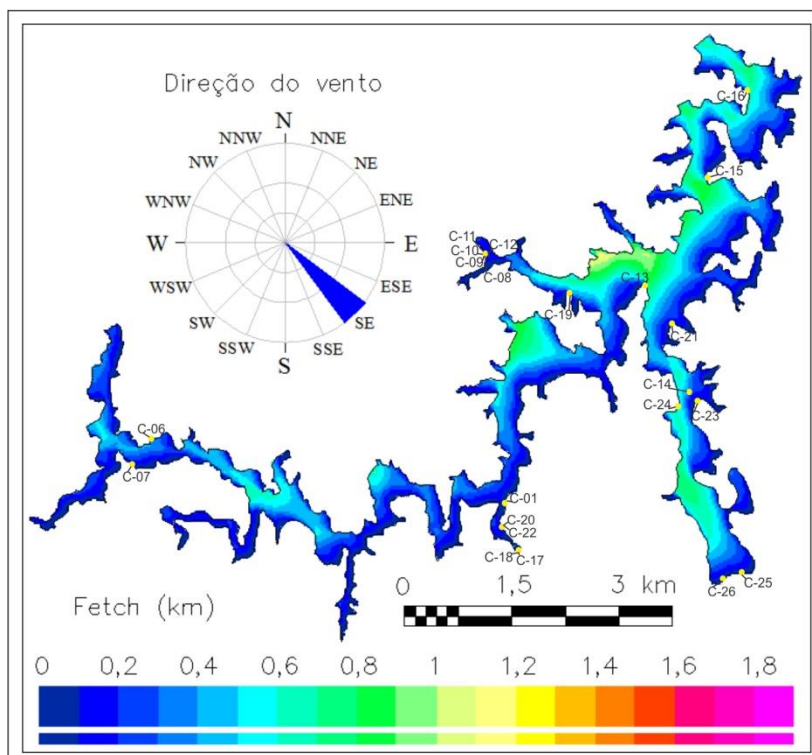 Direção do vento
N
NNW
NNE
NW
NE
WNW
ENE
W
E
WSW
ESE
SW
SE
SSW
SSE
S
C-16
C-15
C-11
C-12
C-10
C-09
C-08
C-13
C-19
C-21
C-14
C-24
C-23
C-06
C-07
C-01
C-20
C-22
C-18
C-17
C-25
C-26
0 1,5 3 km
Fetch (km)
0 0,2 0,4 0,6 0,8 1 1,2 1,4 1,6 1,8